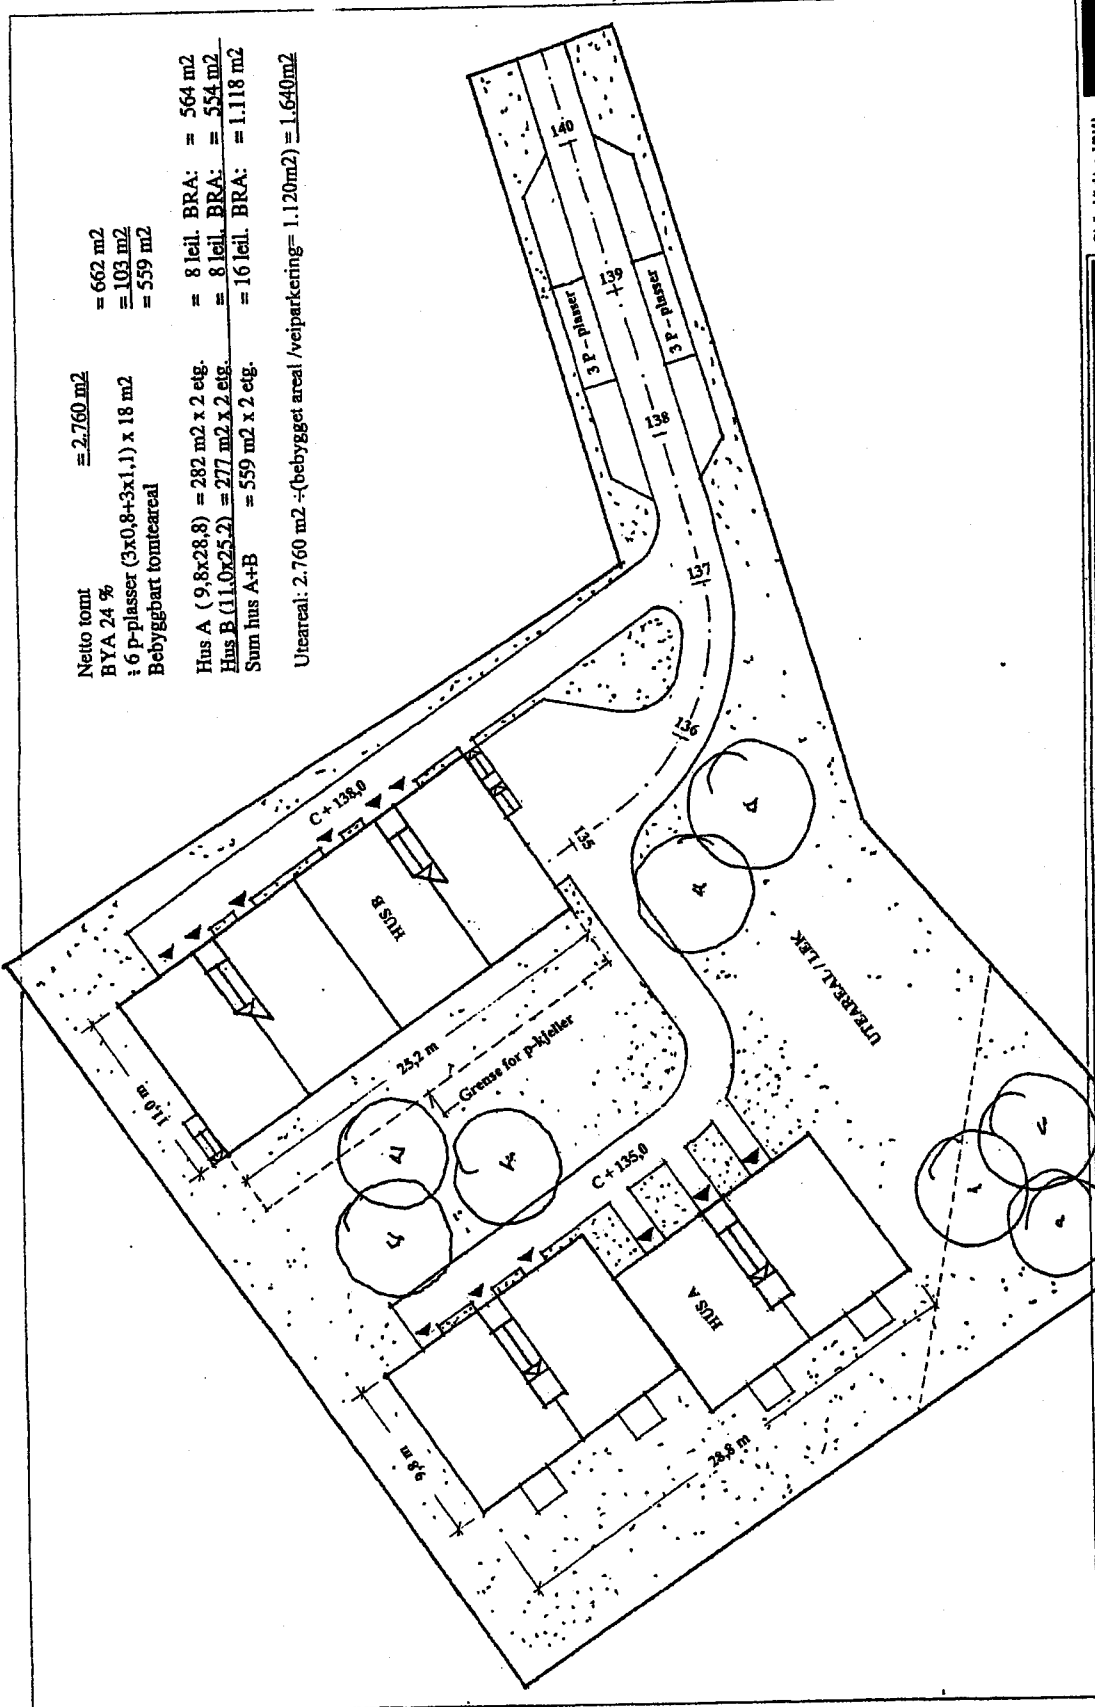 Netto tomt = 2.760 m2
BYA 24 % = 662 m2
÷ 6 p-plasser (3x0,8+3x1,1) x 18 m2 = 103 m2
Bebyggbart tomteareal = 559 m2
Hus A ( 9,8x28,8) = 282 m2 x 2 etg. = 8 leil. BRA: = 564 m2
Hus B (11.0x25.2) = 277 m2 x 2 etg. = 8 leil. BRA: = 554 m2
Sum hus A+B = 559 m2 x 2 etg. = 16 leil. BRA: = 1.118 m2
Uteareal: 2.760 m2 ÷(bebygget areal /veiparkering= 1.120m2) = 1.640m2
140
139
3 P - plasser
3 P - plasser
138
137
136
135
C + 138,0
HUS B
11,0 m
25,2 m
Grense for p-kjeller
UTEAREAL / LEK
C + 135,0
HUS A
9,8 m
28,8 m